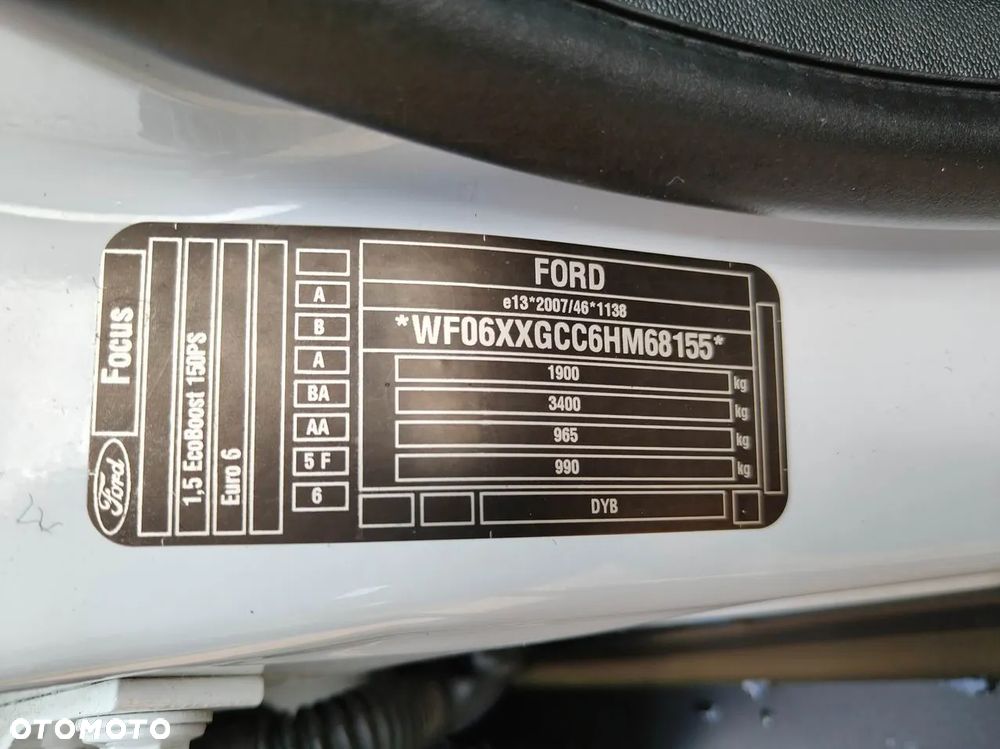 FORD
e13*2007/46*1138
*WF06XXGCC6HM68155*
1900 kg
3400 kg
965 kg
990 kg
DYB
A
B
A
BA
AA
5 F
6
Focus
Ford
1,5 EcoBoost 150PS
Euro 6
OTOMOTO